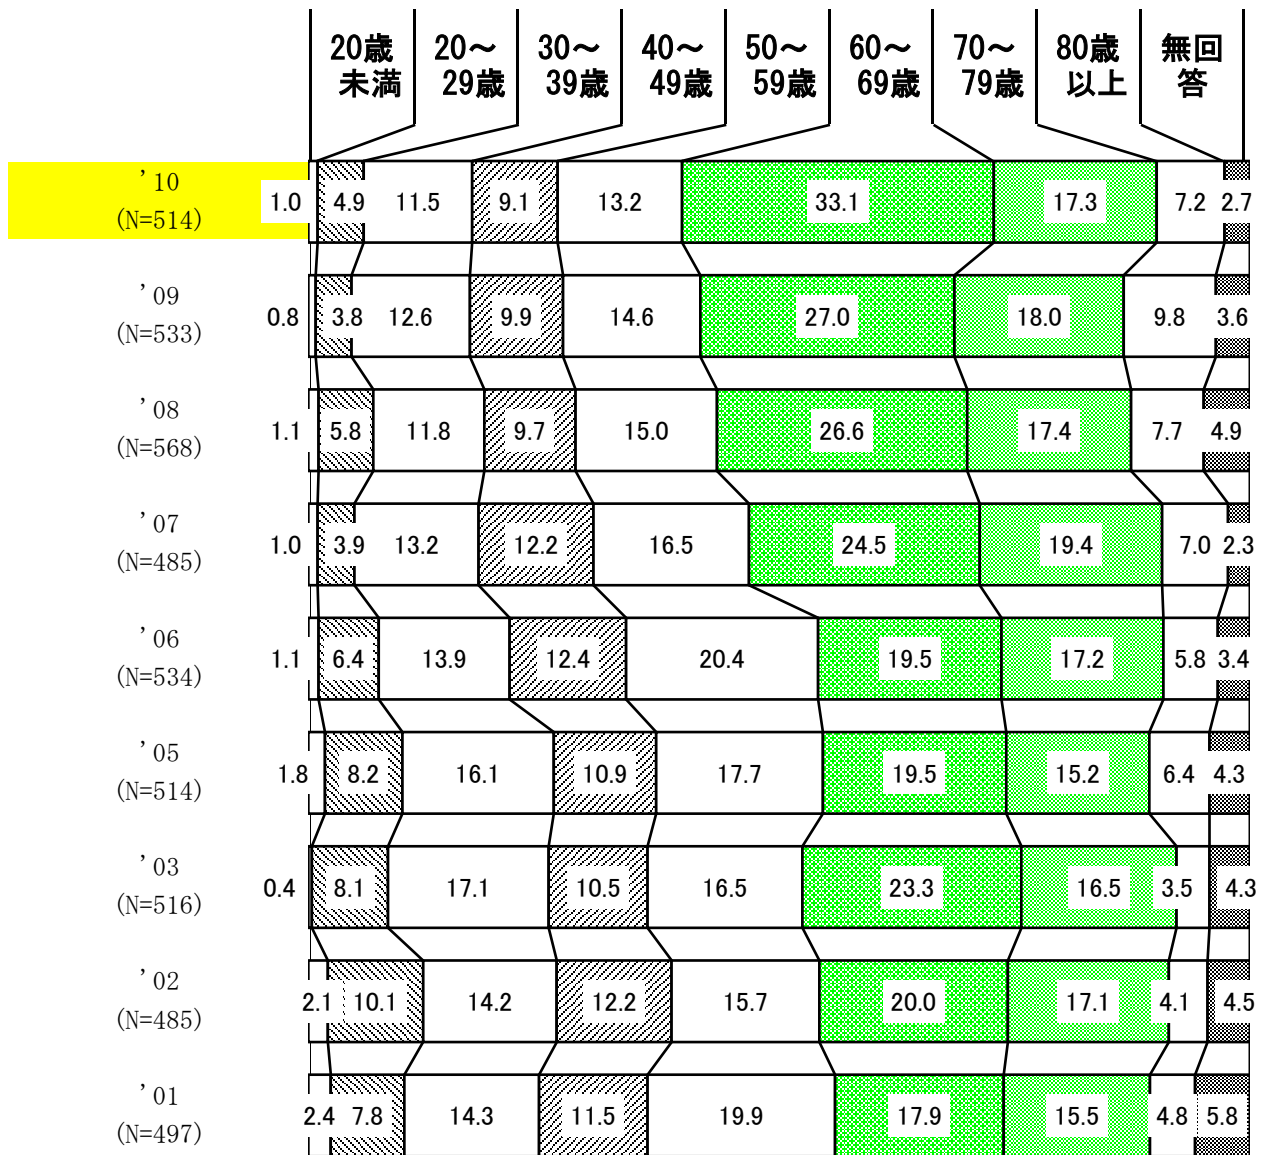 20歳 20～ 30～ 40～ 50～ 60～ 70～ 80歳 無回
未満 29歳 39歳 49歳 59歳 69歳 79歳 以上 答
'10
1.0 4.9 11.5 9.1 13.2 33.1 17.3 7.2 2.7
(N=514)
'09
0.8 3.8 12.6 9.9 14.6 27.0 18.0 9.8 3.6
(N=533)
'08
1.1 5.8 11.8 9.7 15.0 26.6 17.4 7.7 4.9
(N=568)
'07
1.0 3.9 13.2 12.2 16.5 24.5 19.4 7.0 2.3
(N=485)
'06
1.1 6.4 13.9 12.4 20.4 19.5 17.2 5.8 3.4
(N=534)
'05
1.8 8.2 16.1 10.9 17.7 19.5 15.2 6.4 4.3
(N=514)
'03
0.4 8.1 17.1 10.5 16.5 23.3 16.5 3.5 4.3
(N=516)
'02
2.1 10.1 14.2 12.2 15.7 20.0 17.1 4.1 4.5
(N=485)
'01
2.4 7.8 14.3 11.5 19.9 17.9 15.5 4.8 5.8
(N=497)